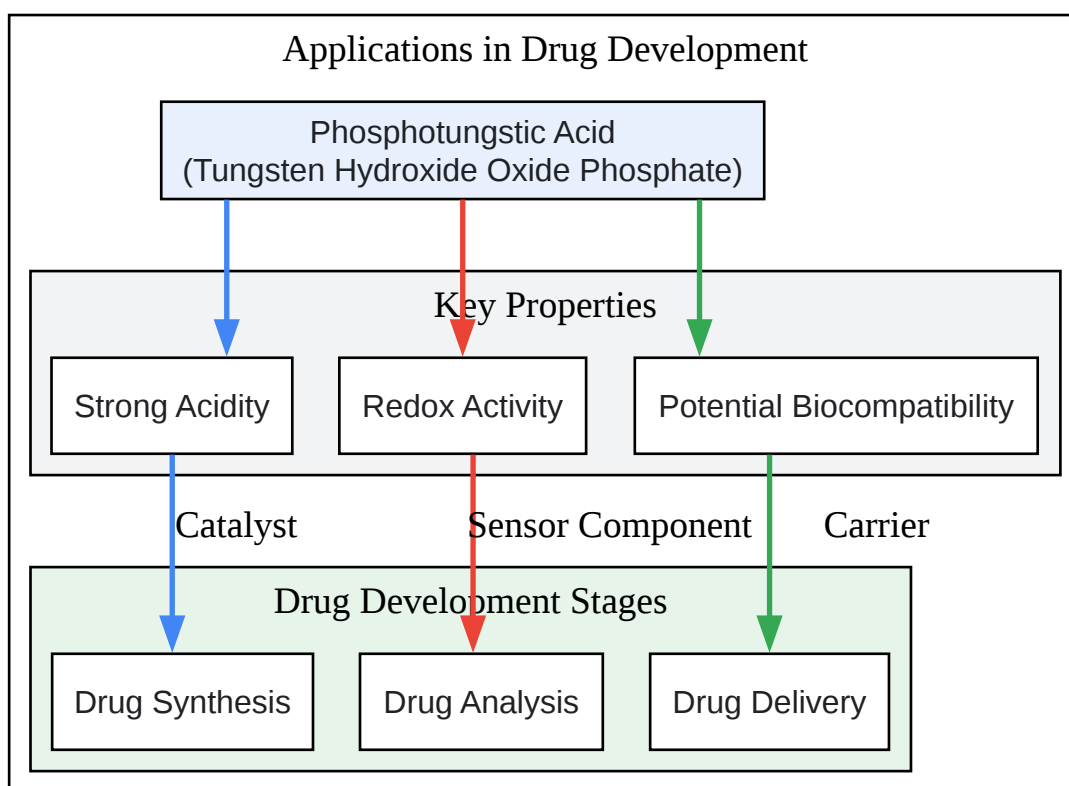 Applications in Drug Development
Phosphotungstic Acid
(Tungsten Hydroxide Oxide Phosphate)
Key Properties
Strong Acidity
Redox Activity
Potential Biocompatibility
Catalyst
Sensor Component
Carrier
Drug Development Stages
Drug Synthesis
Drug Analysis
Drug Delivery